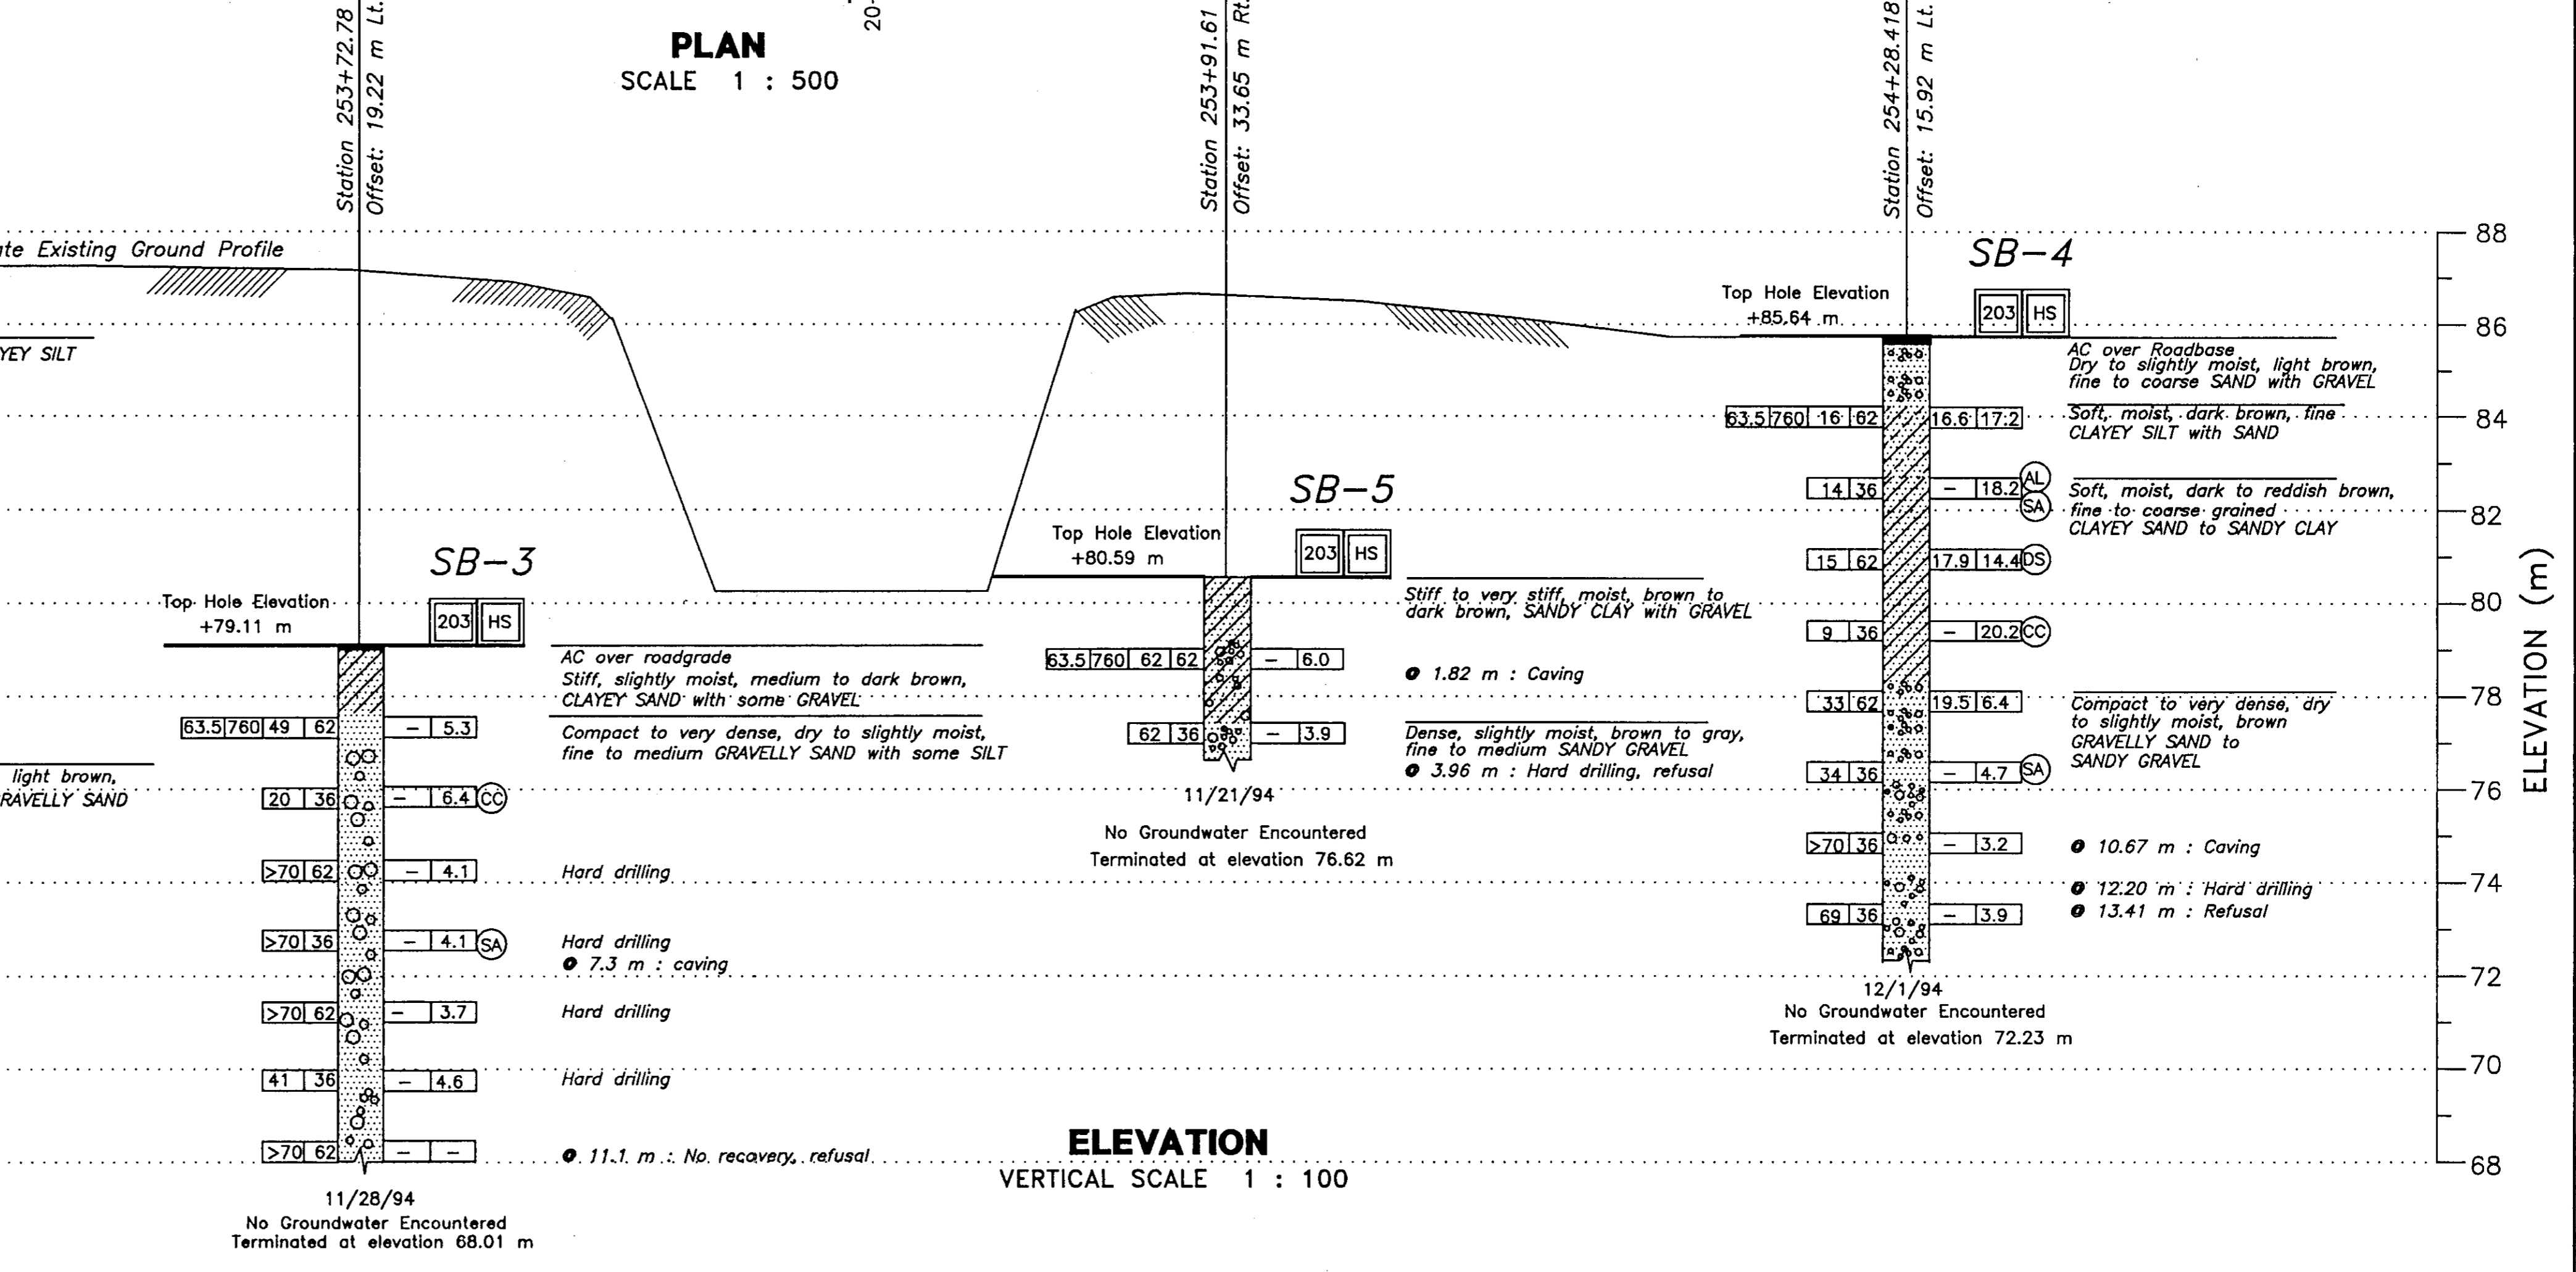 Station 253+72.78
Offset: 19.22 m Lt.
20-
PLAN
SCALE 1 : 500
Station 253+91.61
Offset: 33.65 m Rt.
Station 254+28.418
Offset: 15.92 m Lt.
te Existing Ground Profile
YEY SILT
light brown,
RAVELLY SAND
SB-3
Top Hole Elevation
+79.11 m
203 HS
AC over roadgrade
Stiff, slightly moist, medium to dark brown,
CLAYEY SAND with some GRAVEL
63.5 760 49 62 - 5.3
Compact to very dense, dry to slightly moist,
fine to medium GRAVELLY SAND with some SILT
20 36 - 6.4 CC
>70 62 - 4.1
Hard drilling
>70 36 - 4.1 SA
Hard drilling
7.3 m : caving
>70 62 - 3.7
Hard drilling
41 36 - 4.6
Hard drilling
>70 62 - -
11.1 m : No recovery, refusal
11/28/94
No Groundwater Encountered
Terminated at elevation 68.01 m
SB-5
Top Hole Elevation
+80.59 m
203 HS
Stiff to very stiff, moist, brown to
dark brown, SANDY CLAY with GRAVEL
63.5 760 62 62 - 6.0
1.82 m : Caving
62 36 - 3.9
Dense, slightly moist, brown to gray,
fine to medium SANDY GRAVEL
3.96 m : Hard drilling, refusal
11/21/94
No Groundwater Encountered
Terminated at elevation 76.62 m
SB-4
Top Hole Elevation
+85.64 m
203 HS
AC over Roadbase
Dry to slightly moist, light brown,
fine to coarse SAND with GRAVEL
63.5 760 16 62 16.6 17.2
Soft, moist, dark brown, fine
CLAYEY SILT with SAND
14 36 - 18.2 AL SA
Soft, moist, dark to reddish brown,
fine to coarse grained
CLAYEY SAND to SANDY CLAY
15 62 17.9 14.4 DS
9 36 - 20.2 CC
33 62 19.5 6.4
Compact to very dense, dry
to slightly moist, brown
GRAVELLY SAND to
SANDY GRAVEL
34 36 - 4.7 SA
>70 36 - 3.2
10.67 m : Caving
12.20 m : Hard drilling
69 36 - 3.9
13.41 m : Refusal
12/1/94
No Groundwater Encountered
Terminated at elevation 72.23 m
88
86
84
82
80
78
76
74
72
70
68
ELEVATION (m)
ELEVATION
VERTICAL SCALE 1 : 100